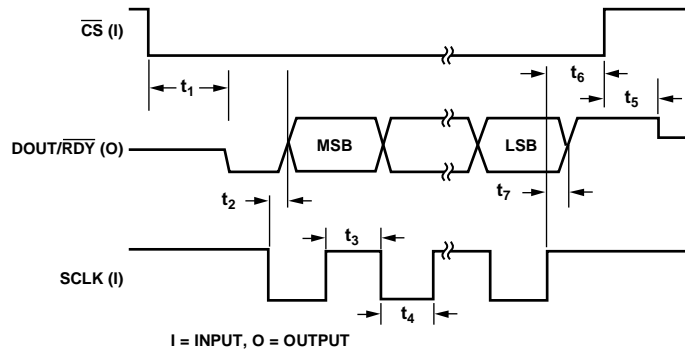 CS (I)
t1
t6
t5
DOUT/RDY (O)
MSB
LSB
t2
t7
t3
SCLK (I)
t4
I = INPUT, O = OUTPUT